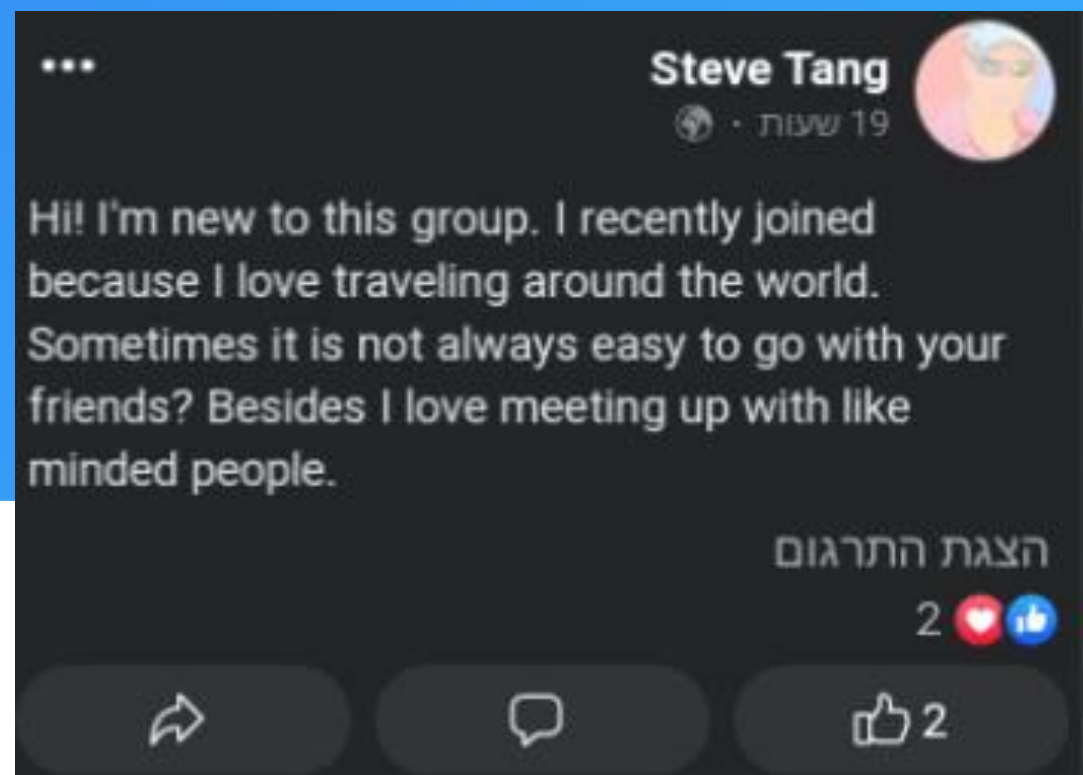 Steve Tang
19 שעות ·
Hi! I'm new to this group. I recently joined
because I love traveling around the world.
Sometimes it is not always easy to go with your
friends? Besides I love meeting up with like
minded people.
הצגת התרגום
2
2